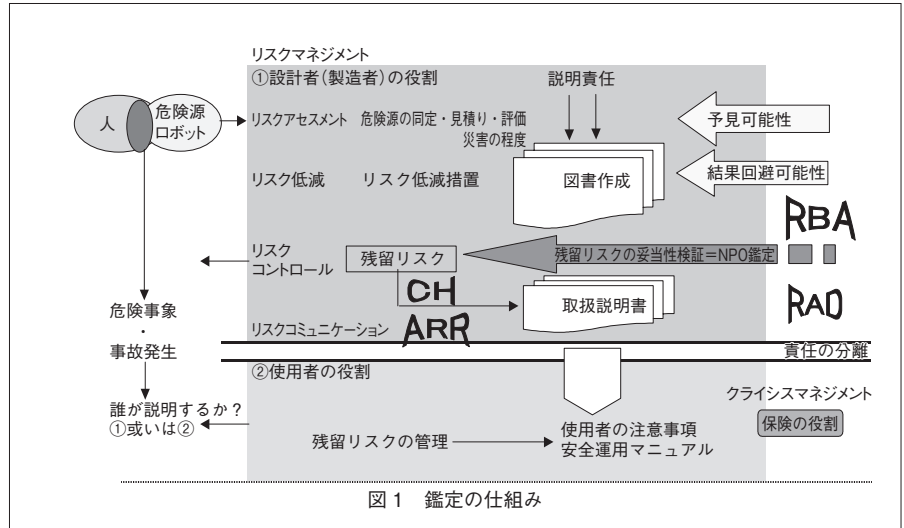 リスクマネジメント
①設計者(製造者)の役割
説明責任
人
危険源
ロボット
リスクアセスメント
危険源の同定・見積り・評価
災害の程度
予見可能性
リスク低減
リスク低減措置
図書作成
結果回避可能性
RBA
リスク
コントロール
残留リスク
残留リスクの妥当性検証=NPO鑑定
CH
ARR
取扱説明書
RAD
危険事象
・
事故発生
リスクコミュニケーション
責任の分離
②使用者の役割
クライシスマネジメント
誰が説明するか?
①或いは②
保険の役割
残留リスクの管理
使用者の注意事項
安全運用マニュアル
図1 鑑定の仕組み